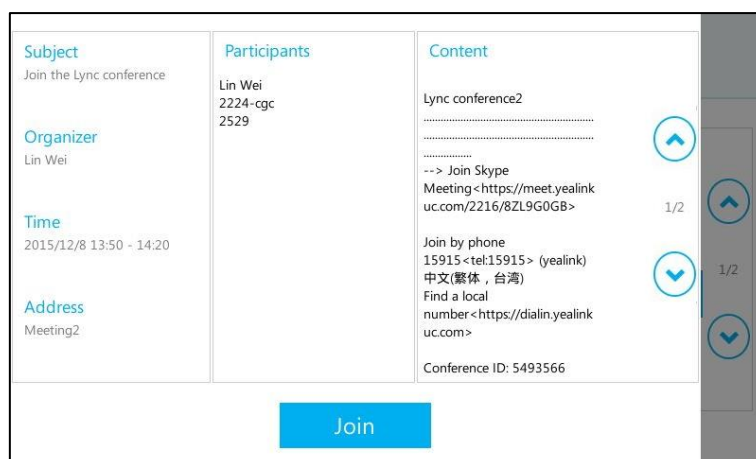 Subject
Join the Lync conference
Organizer
Lin Wei
Time
2015/12/8 13:50 - 14:20
Address
Meeting2
Participants
Lin Wei
2224-cgc
2529
Content
Lync conference2
............................................................
............................................................
.................
--> Join Skype
Meeting<https://meet.yealink
uc.com/2216/8ZL9G0GB>
Join by phone
15915<tel:15915> (yealink)
中文(繁体，台湾)
Find a local
number<https://dialin.yealink
uc.com>
Conference ID: 5493566
1/2
1/2
Join